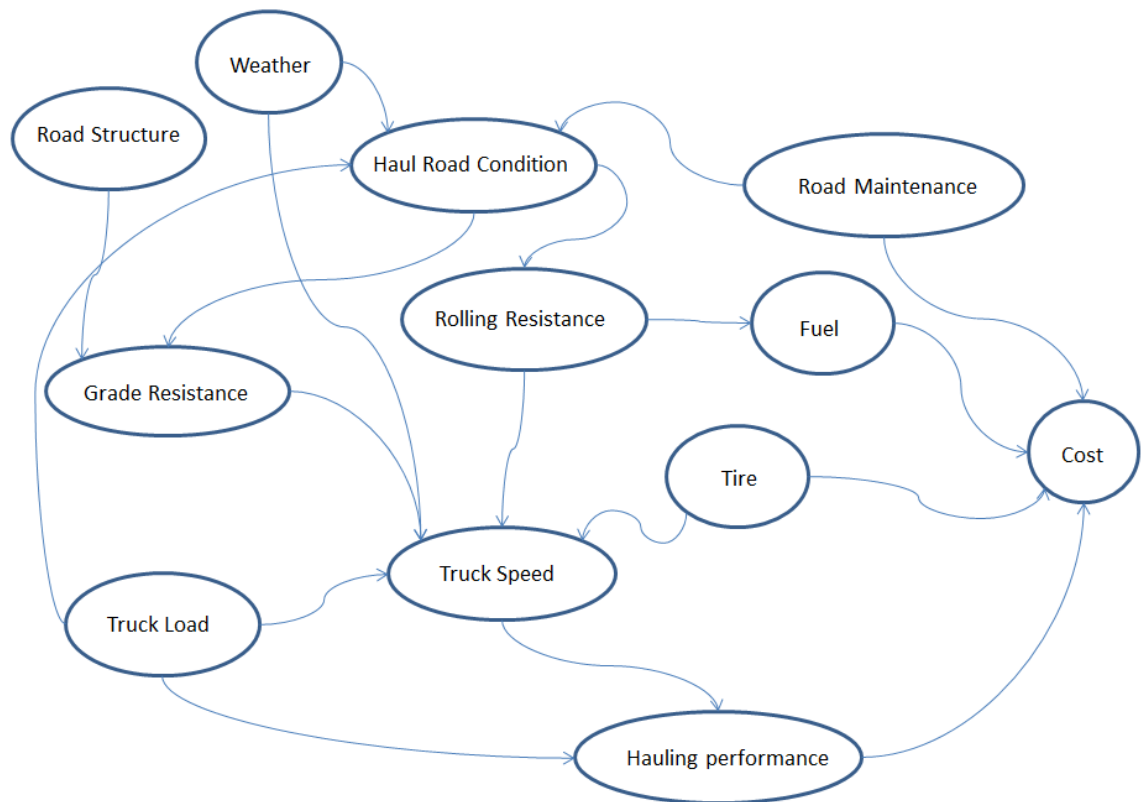 Weather
Road Structure
Haul Road Condition
Road Maintenance
Rolling Resistance
Fuel
Grade Resistance
Cost
Tire
Truck Speed
Truck Load
Hauling performance